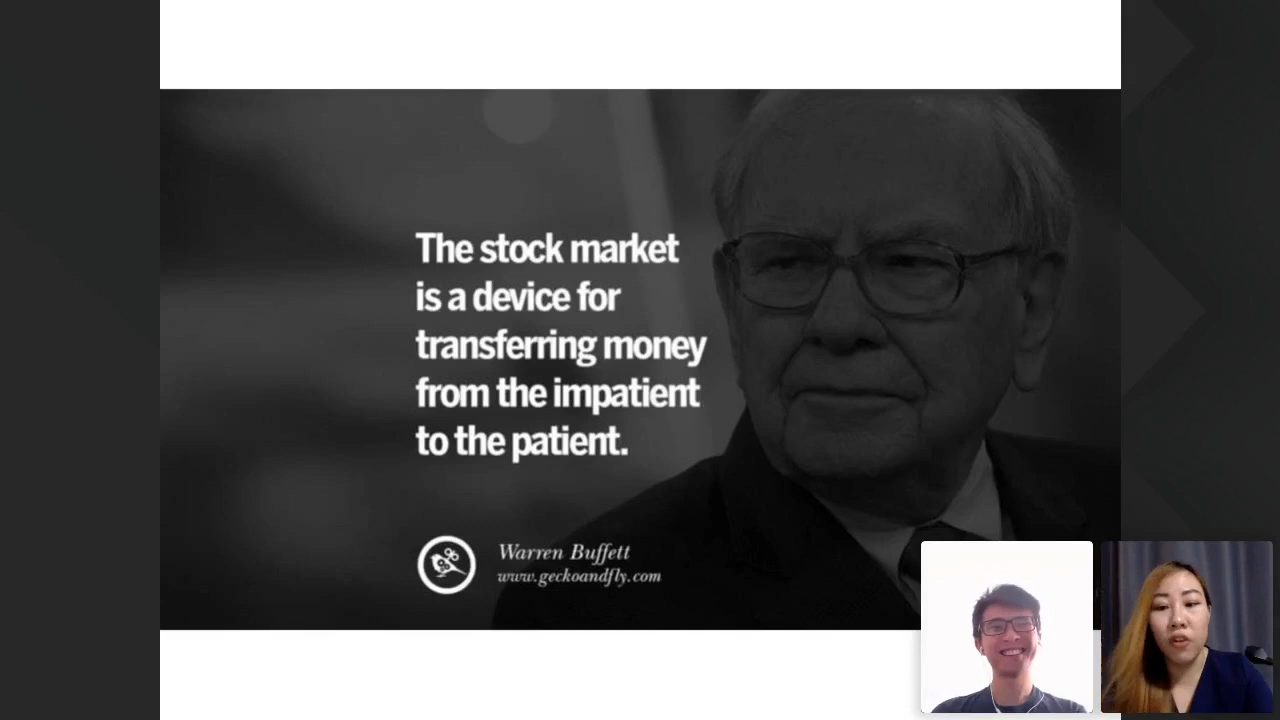 The stock market
is a device for
transferring money
from the impatient
to the patient.
Warren Buffett
www.geckoandfly.com